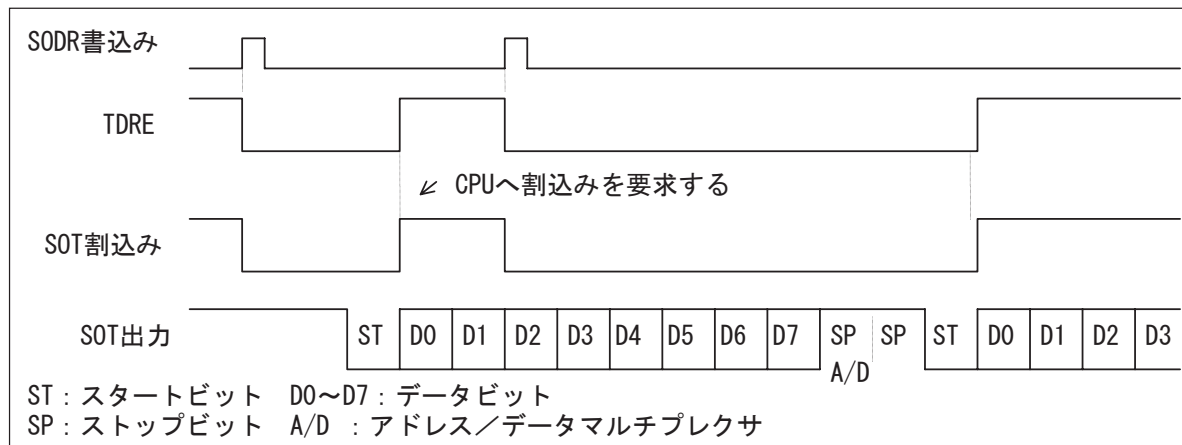 SODR書込み
TDRE
CPUへ割込みを要求する
SOT割込み
SOT出力
ST D0 D1 D2 D3 D4 D5 D6 D7 SP SP ST D0 D1 D2 D3
A/D
ST：スタートビット D0～D7：データビット
SP：ストップビット A/D ：アドレス／データマルチプレクサ